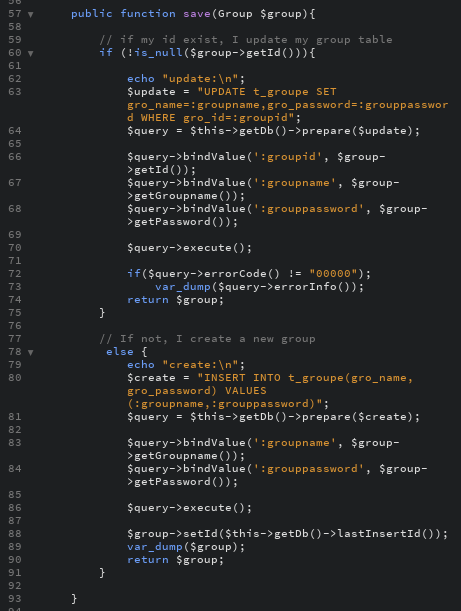 57 public function save(Group $group){
58
59 // if my id exist, I update my group table
60 if (!is_null($group->getId())){
61
62 echo "update:\n";
63 $update = "UPDATE t_groupe SET
gro_name=:groupname,gro_password=:grouppasswor
d WHERE gro_id=:groupid";
64 $query = $this->getDb()->prepare($update);
65
66 $query->bindValue(':groupid', $group-
>getId());
67 $query->bindValue(':groupname', $group-
>getGroupname());
68 $query->bindValue(':grouppassword', $group-
>getPassword());
69
70 $query->execute();
71
72 if($query->errorCode() != "00000");
73 var_dump($query->errorInfo());
74 return $group;
75 }
76
77 // If not, I create a new group
78 else {
79 echo "create:\n";
80 $create = "INSERT INTO t_groupe(gro_name,
gro_password) VALUES
(:groupname,:grouppassword)";
81 $query = $this->getDb()->prepare($create);
82
83 $query->bindValue(':groupname', $group-
>getGroupname());
84 $query->bindValue(':grouppassword', $group-
>getPassword());
85
86 $query->execute();
87
88 $group->setId($this->getDb()->lastInsertId());
89 var_dump($group);
90 return $group;
91 }
92
93 }